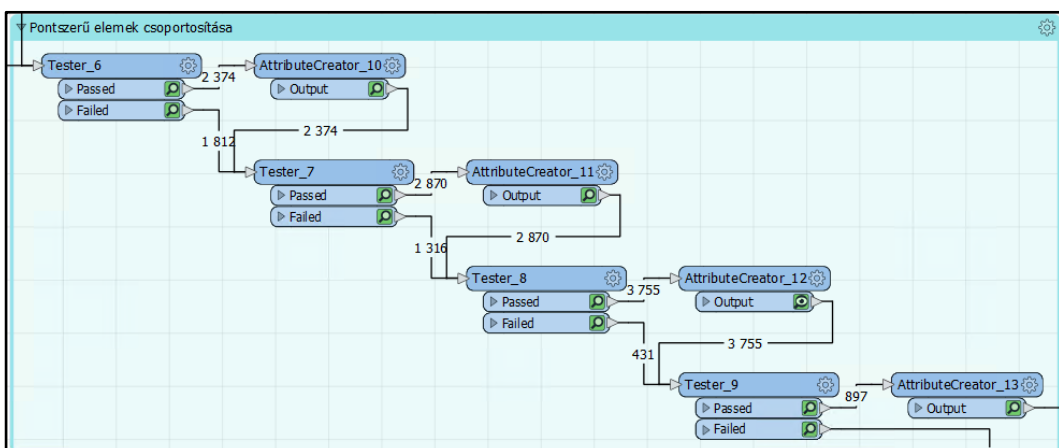 Pontszerű elemek csoportosítása
Tester_6
Passed
Failed
2 374
AttributeCreator_10
Output
1 812
2 374
Tester_7
Passed
Failed
2 870
AttributeCreator_11
Output
1 316
2 870
Tester_8
Passed
Failed
3 755
AttributeCreator_12
Output
431
3 755
Tester_9
Passed
Failed
897
AttributeCreator_13
Output